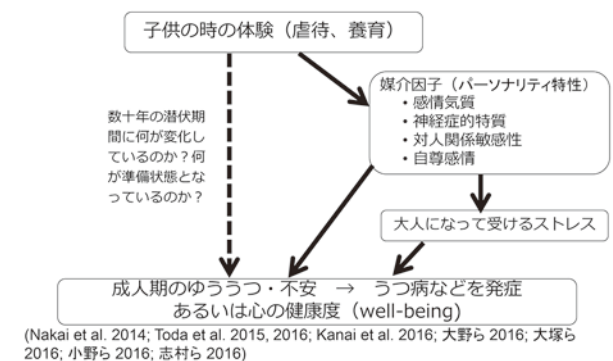 子供の時の体験（虐待、養育）
媒介因子（パーソナリティ特性）
・感情気質
・神経症的特質
・対人関係敏感性
・自尊感情
数十年の潜伏期
間に何が変化し
ているのか？何
が準備状態とな
っているのか？
大人になって受けるストレス
成人期のゆううつ・不安 → うつ病などを発症
あるいは心の健康度（well-being)
(Nakai et al. 2014; Toda et al. 2015, 2016; Kanai et al. 2016; 大野ら 2016; 大塚ら
2016; 小野ら 2016; 志村ら 2016)